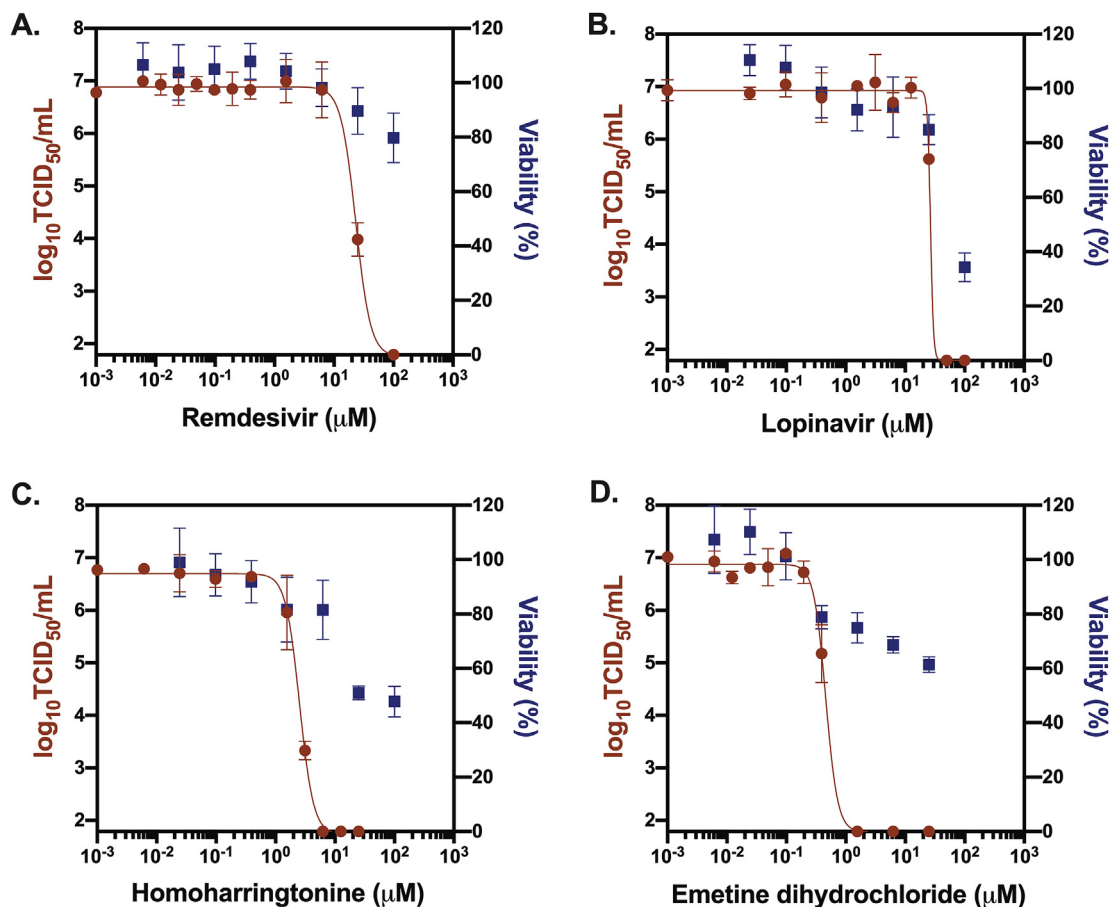 A.
8
7
6
5
4
3
2
log₁₀TCID₅₀/mL
120
100
80
60
40
20
0
Viability (%)
10⁻³ 10⁻² 10⁻¹ 10⁰ 10¹ 10² 10³
Remdesivir (μM)
B.
8
7
6
5
4
3
2
log₁₀TCID₅₀/mL
120
100
80
60
40
20
0
Viability (%)
10⁻³ 10⁻² 10⁻¹ 10⁰ 10¹ 10² 10³
Lopinavir (μM)
C.
8
7
6
5
4
3
2
log₁₀TCID₅₀/mL
120
100
80
60
40
20
0
Viability (%)
10⁻³ 10⁻² 10⁻¹ 10⁰ 10¹ 10² 10³
Homoharringtonine (μM)
D.
8
7
6
5
4
3
2
log₁₀TCID₅₀/mL
120
100
80
60
40
20
0
Viability (%)
10⁻³ 10⁻² 10⁻¹ 10⁰ 10¹ 10² 10³
Emetine dihydrochloride (μM)